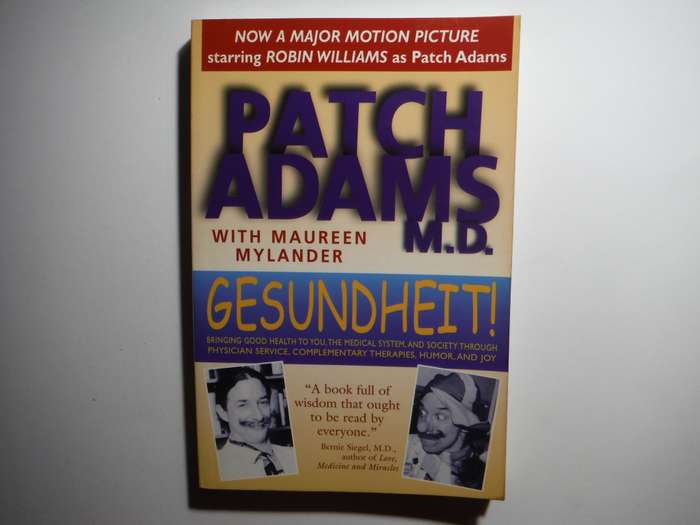 NOW A MAJOR MOTION PICTURE
starring ROBIN WILLIAMS as Patch Adams
PATCH
ADAMS
M.D.
WITH MAUREEN
MYLANDER
GESUNDHEIT!
BRINGING GOOD HEALTH TO YOU, THE MEDICAL SYSTEM, AND SOCIETY THROUGH
PHYSICIAN SERVICE, COMPLEMENTARY THERAPIES, HUMOR, AND JOY
“A book full of
wisdom that ought
to be read by
everyone.”
Bernie Siegel, M.D.,
author of Love,
Medicine and Miracles